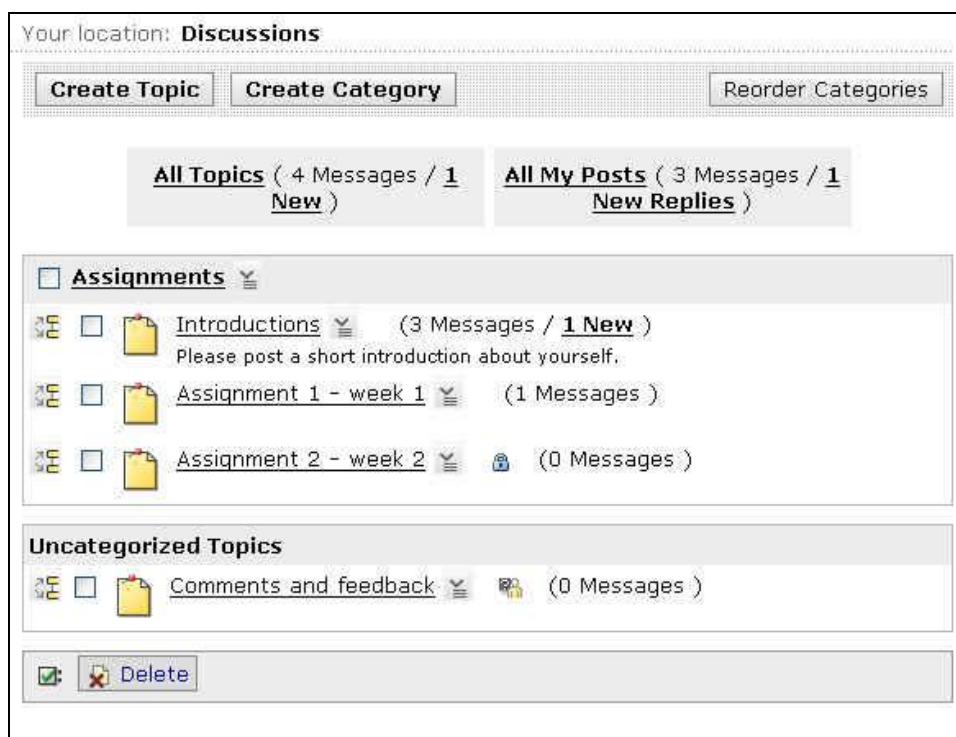 Your location: Discussions
Create Topic Create Category Reorder Categories
All Topics ( 4 Messages / 1
New )
All My Posts ( 3 Messages / 1
New Replies )
Assignments
Introductions (3 Messages / 1 New )
Please post a short introduction about yourself.
Assignment 1 - week 1 (1 Messages )
Assignment 2 - week 2 (0 Messages )
Uncategorized Topics
Comments and feedback (0 Messages )
Delete